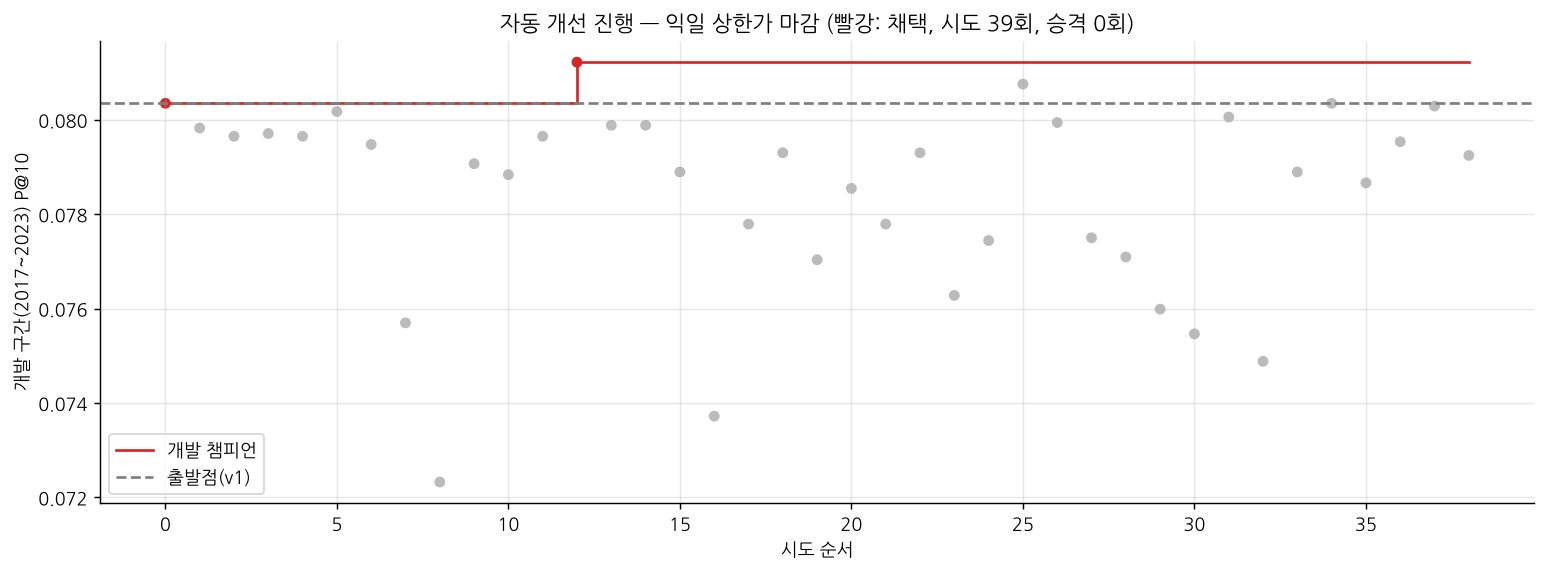 자동 개선 진행 — 익일 상한가 마감 (빨강: 채택, 시도 39회, 승격 0회)
개발 구간(2017~2023) P@10
0.080
0.078
0.076
0.074
0.072
개발 챔피언
출발점(v1)
0 5 10 15 20 25 30 35
시도 순서